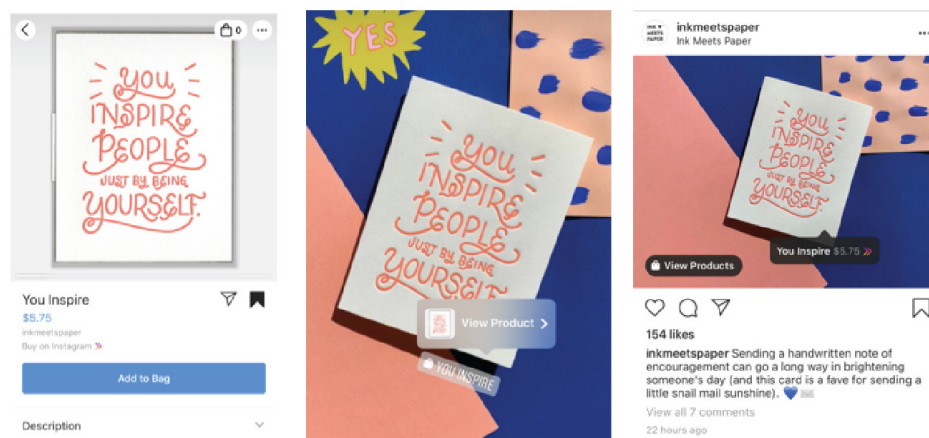 0
You
INSPIRE
PEOPLE
JUST BY BEING
YOURSELF.
You Inspire
$5.75
inkmeetspaper
Buy on Instagram
Add to Bag
Description
YES
You
INSPIRE
PEOPLE
JUST BY BEING
YOURSELF
View Product
YOU INSPIRE
INK
MEETS
PAPER
inkmeetspaper
Ink Meets Paper
You
INSPIRE
PEOPLE
JUST BY BEING
YOURSELF.
You Inspire $5.75
View Products
154 likes
inkmeetspaper Sending a handwritten note of
encouragement can go a long way in brightening
someone's day (and this card is a fave for sending a
little snail mail sunshine). 💙✉️
View all 7 comments
22 hours ago